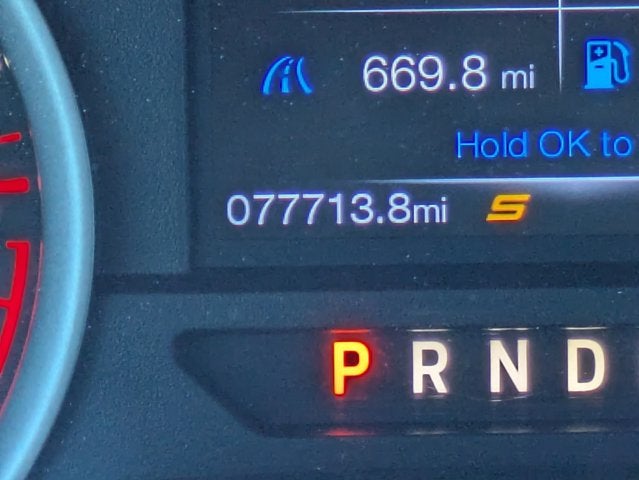 669.8 mi
Hold OK to
077713.8mi S
P R N D